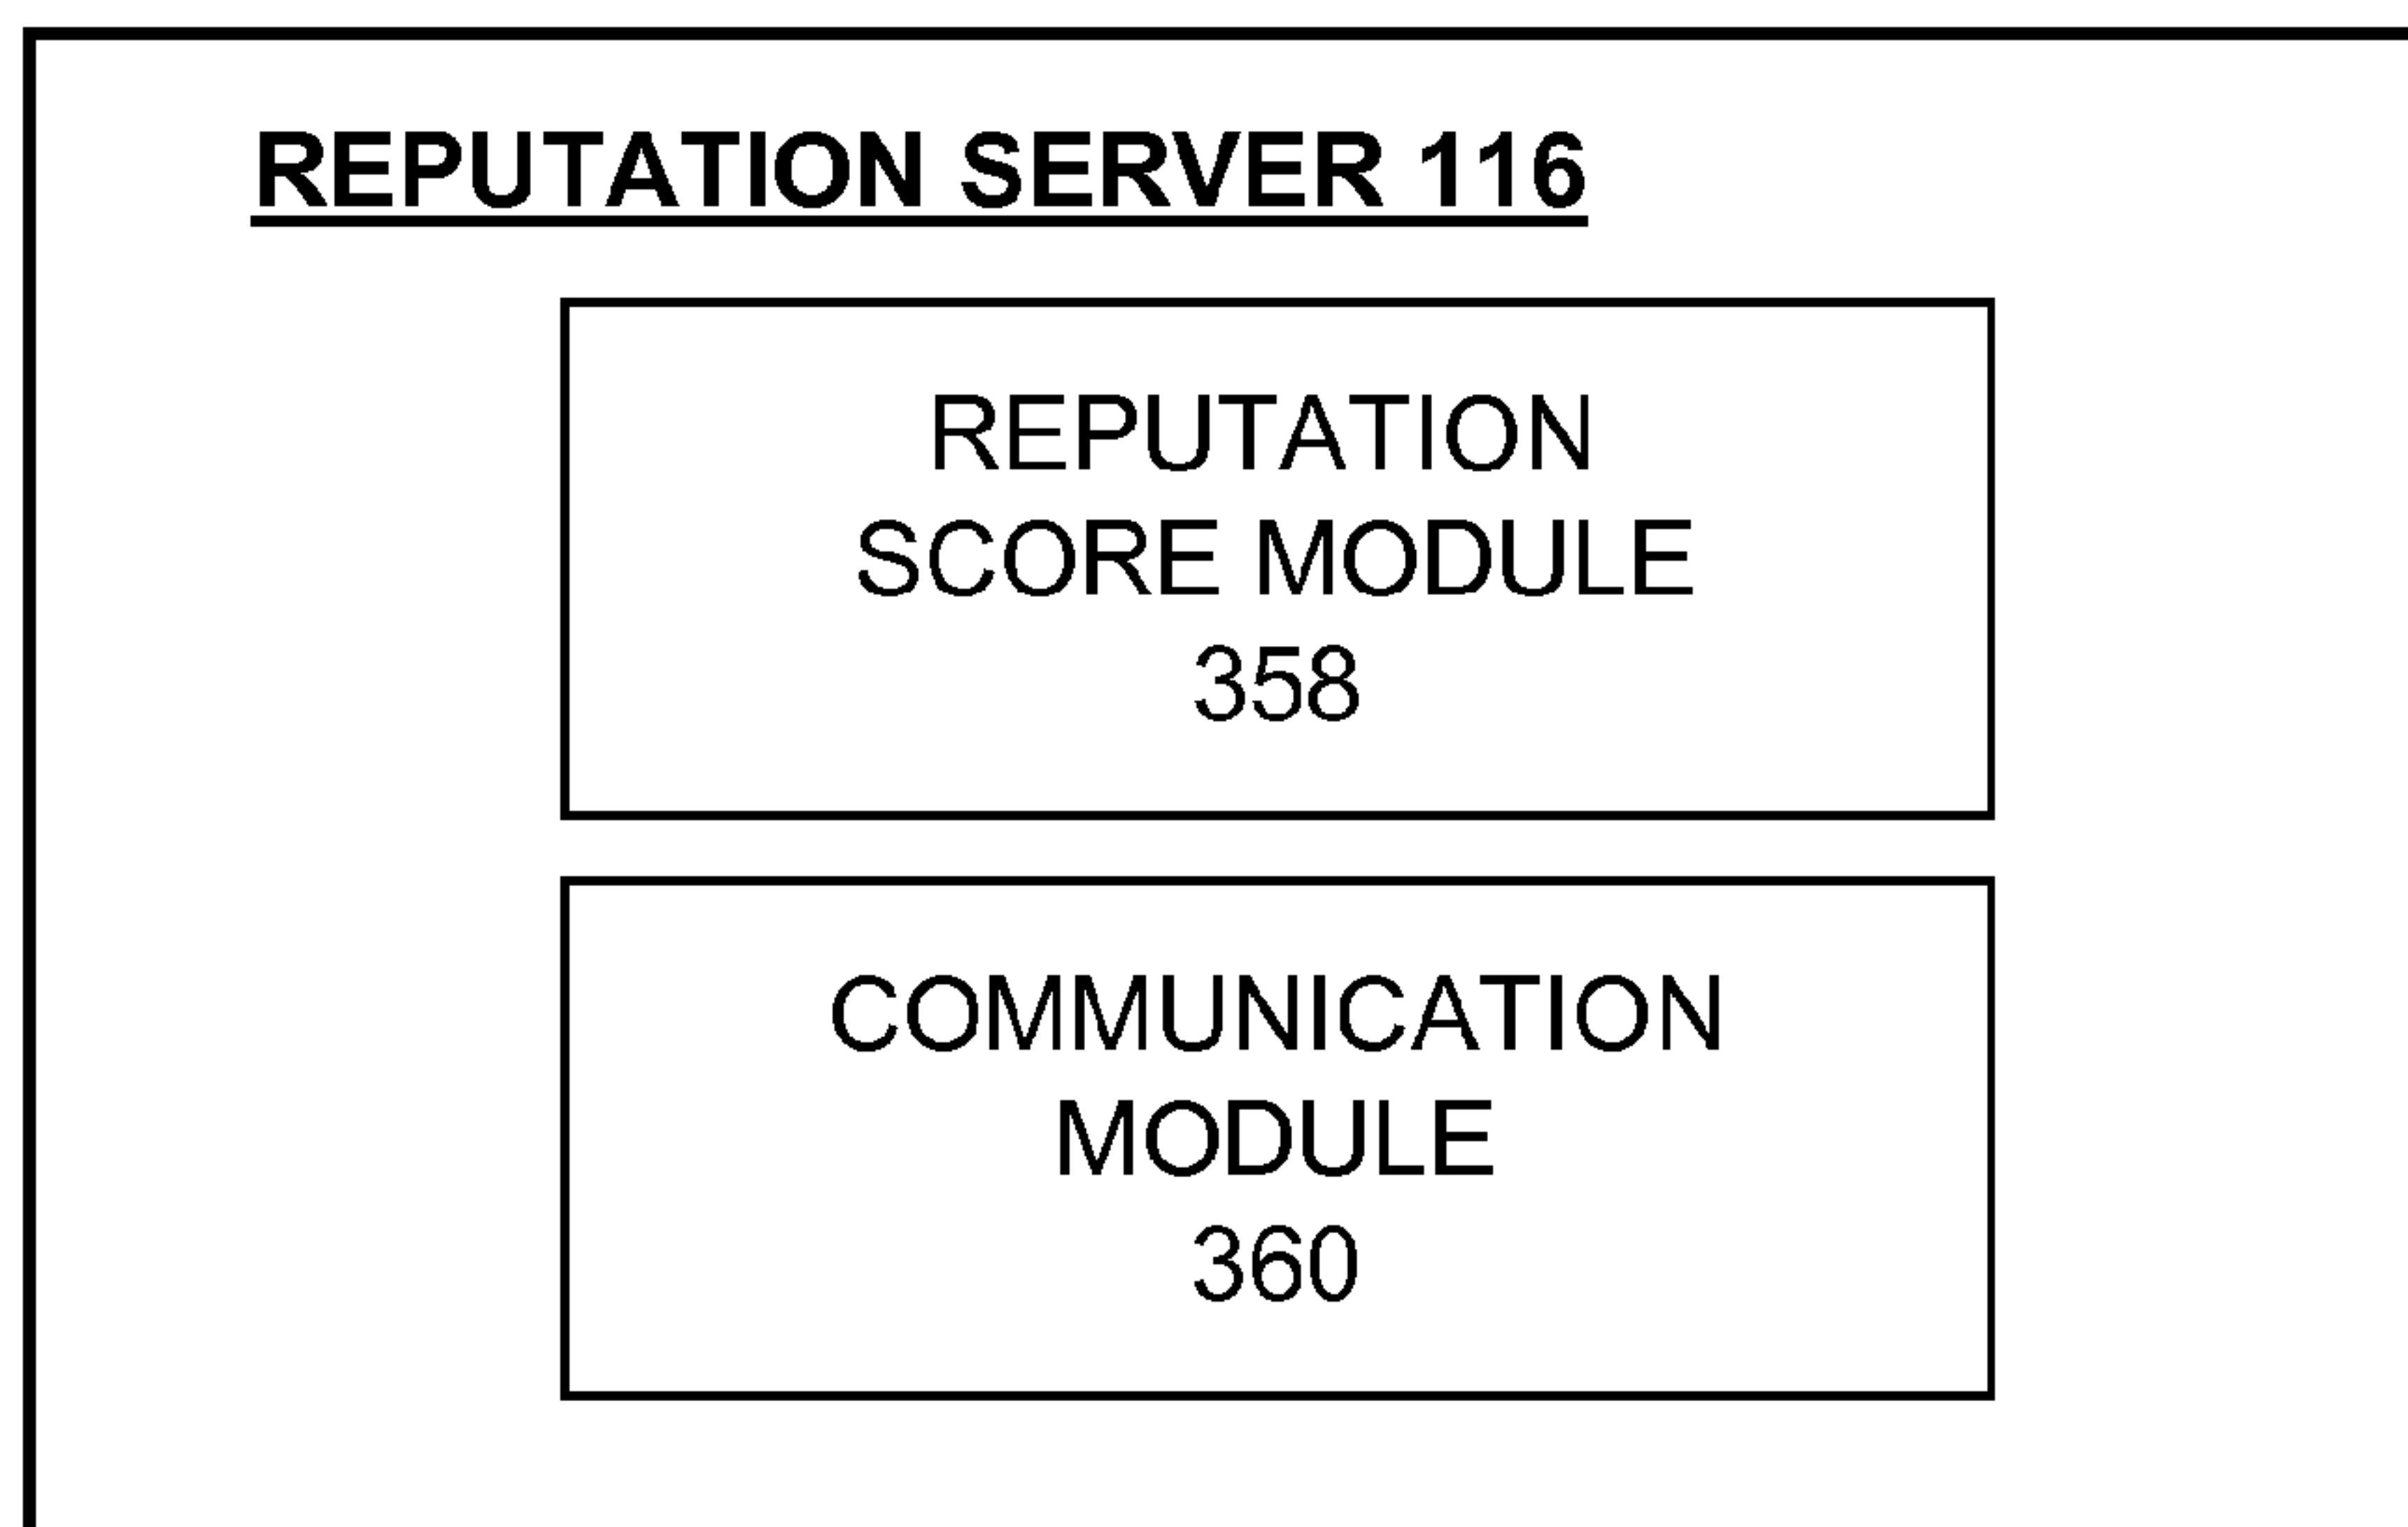 REPUTATION SERVER 116
REPUTATION
SCORE MODULE
358
COMMUNICATION
MODULE
360